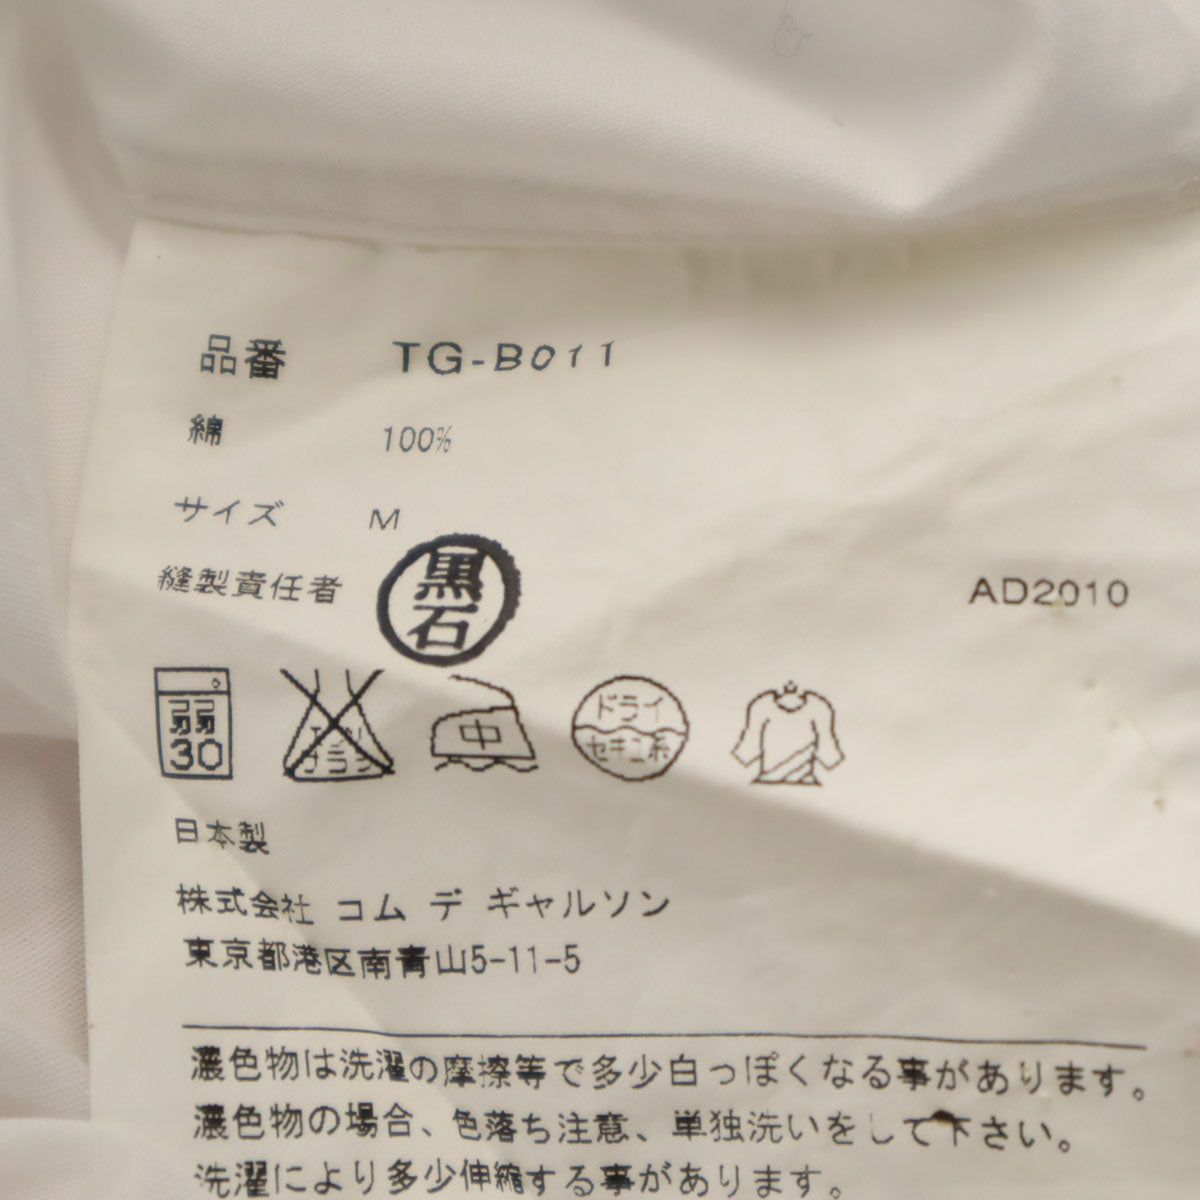 品番 TG-B011
綿 100%
サイズ M
縫製責任者 黒石
AD2010
弱 30
エンソ サラシ
中
ドライ セキユ系
日本製
株式会社 コム デ ギャルソン
東京都港区南青山5-11-5
濃色物は洗濯の摩擦等で多少白っぽくなる事があります。
濃色物の場合、色落ち注意、単独洗いをして下さい。
洗濯により多少伸縮する事があります。